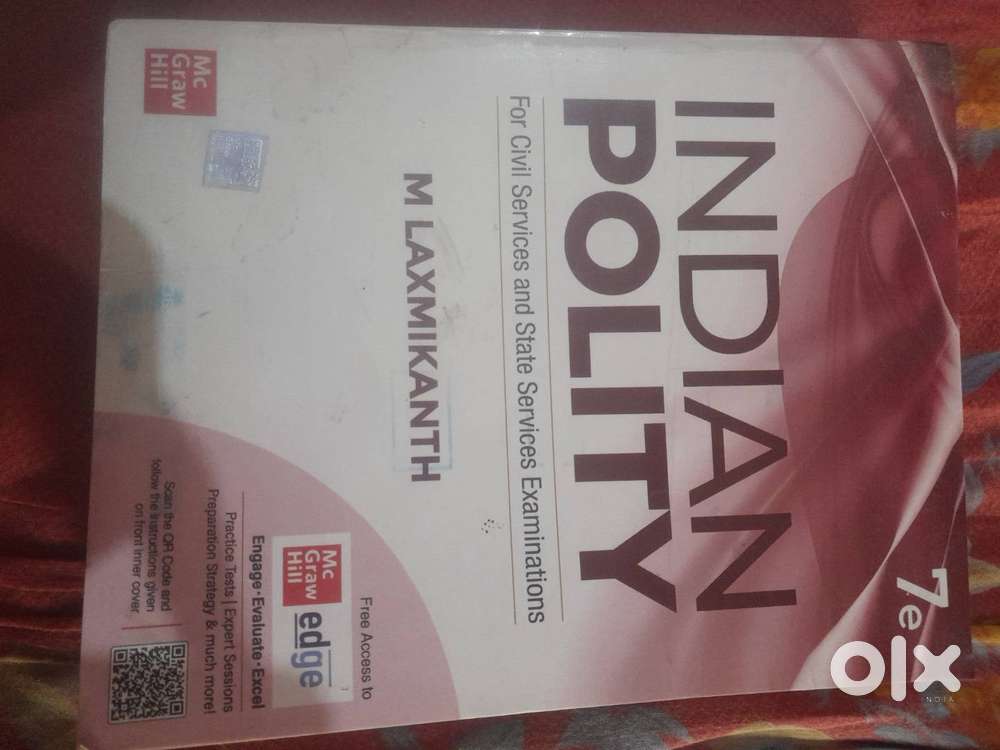 7e
INDIAN
POLITY
For Civil Services and State Services Examinations
M LAXMIKANTH
Mc
Graw
Hill
Free Access to
Mc
Graw
Hill
edge
Engage•Evaluate•Excel
Practice Tests | Expert Sessions
Preparation Strategy & much more!
Scan the QR Code and
follow the instructions given
on front inner cover
olx
INDIA